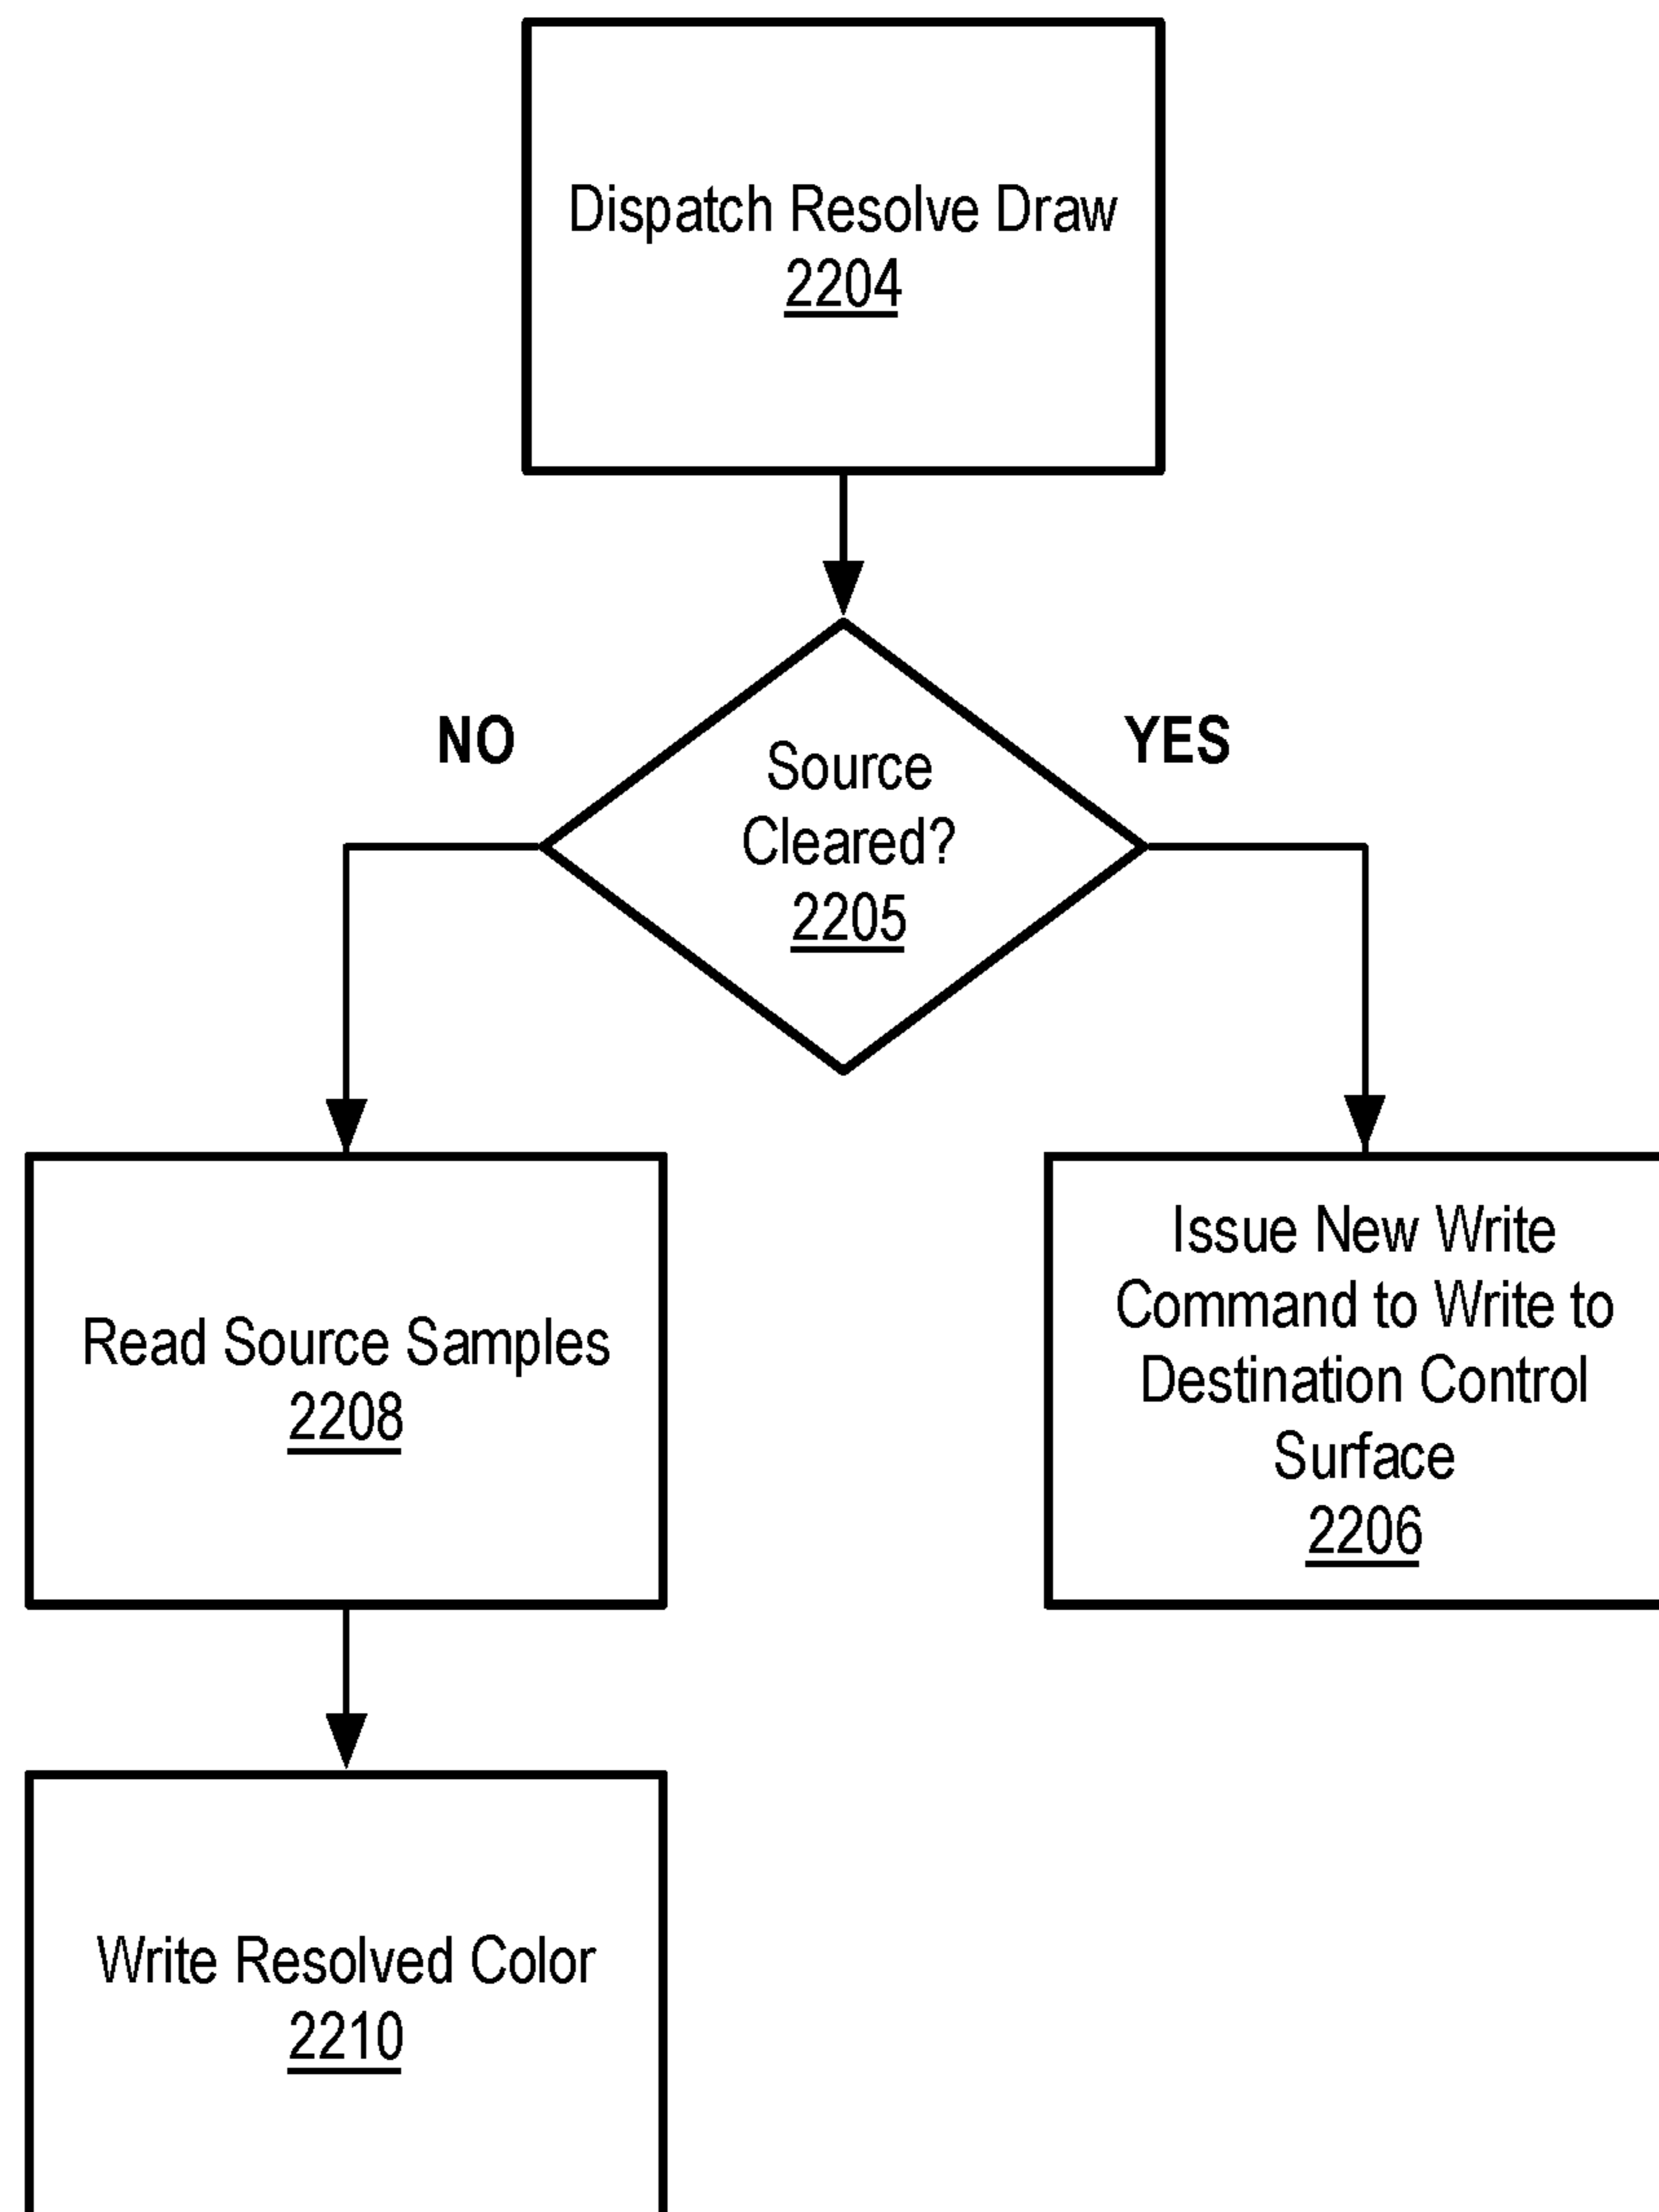 Dispatch Resolve Draw
2204
NO
YES
Source
Cleared?
2205
Read Source Samples
2208
Issue New Write
Command to Write to
Destination Control
Surface
2206
Write Resolved Color
2210